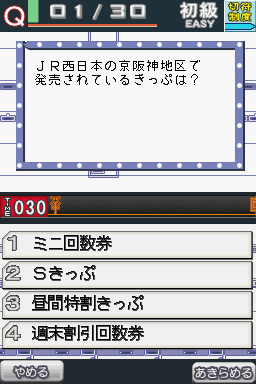 Q 01/30 初級 EASY 切符制度
JR西日本の京阪神地区で
発売されているきっぷは?
TIME 030
1 ミニ回数券
2 Sきっぷ
3 昼間特割きっぷ
4 週末割引回数券
やめる あきらめる